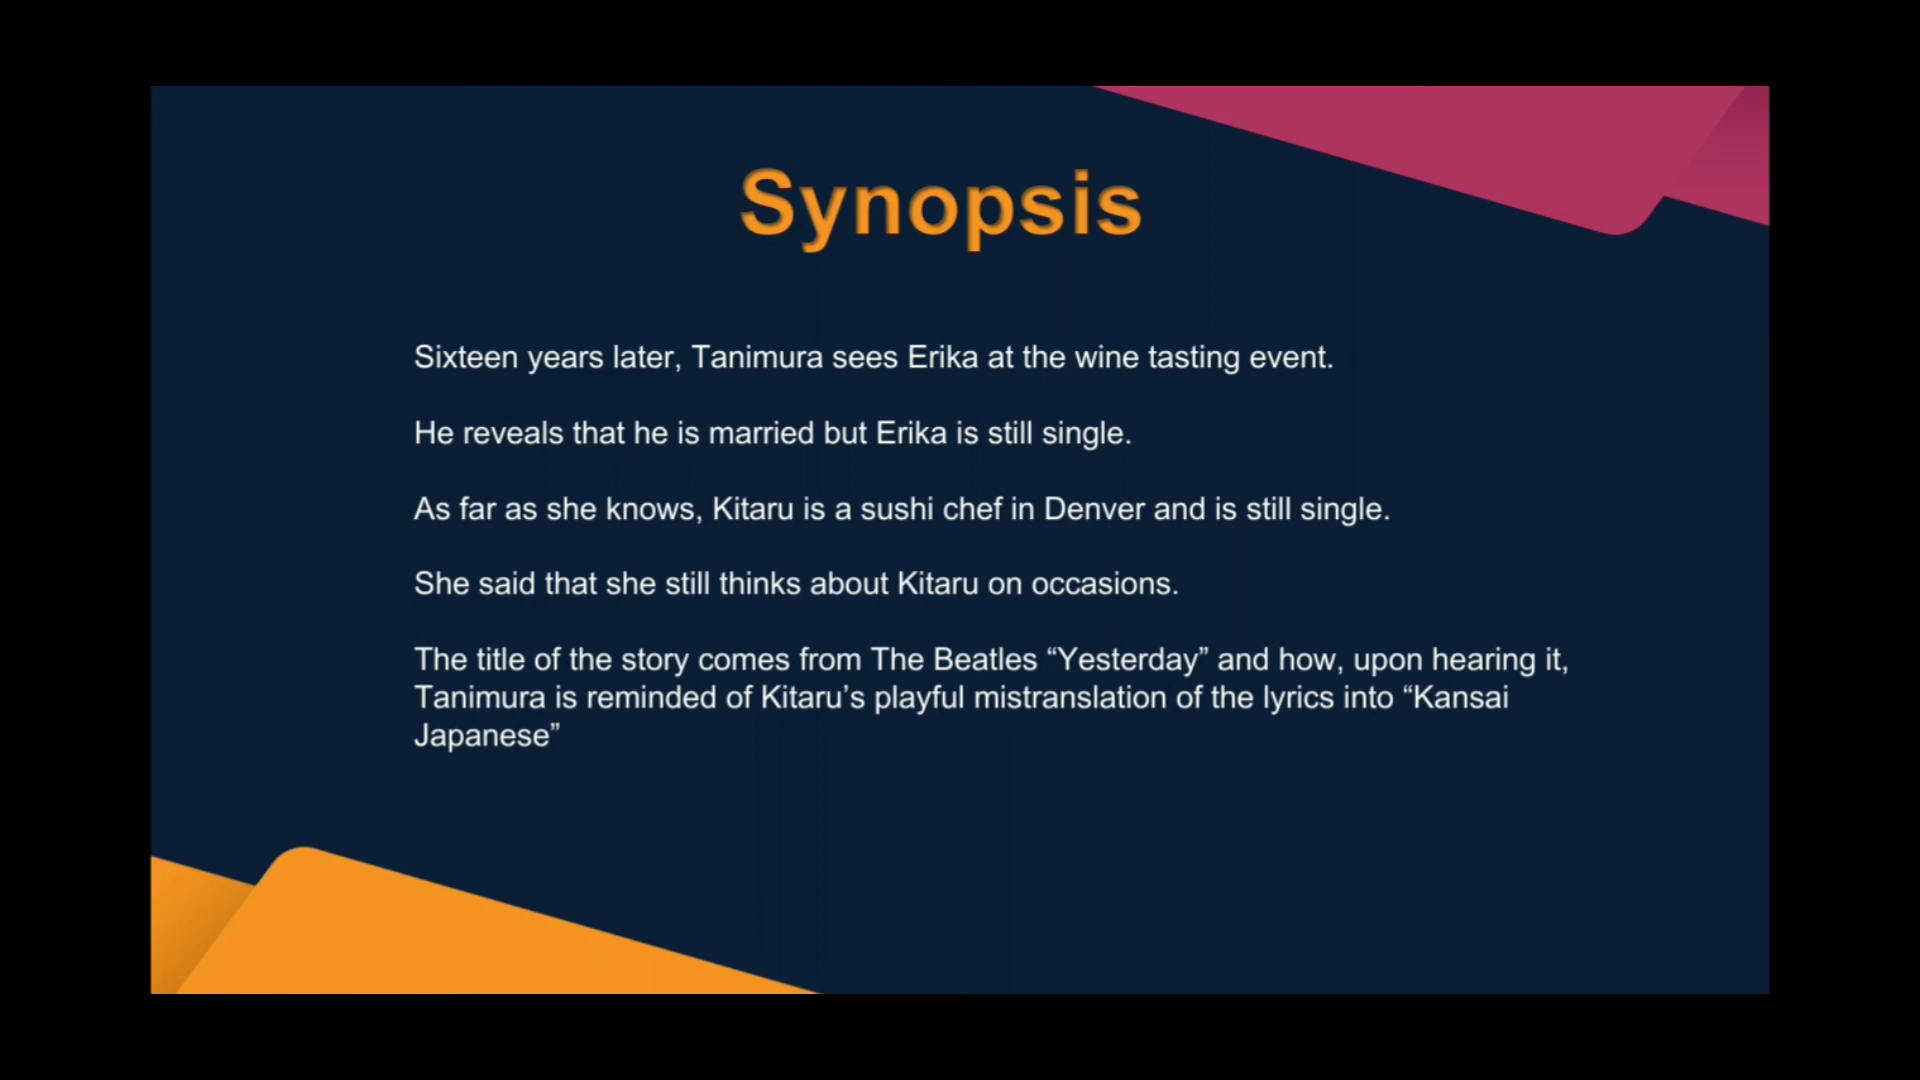 Synopsis
Sixteen years later, Tanimura sees Erika at the wine tasting event.
He reveals that he is married but Erika is still single.
As far as she knows, Kitaru is a sushi chef in Denver and is still single.
She said that she still thinks about Kitaru on occasions.
The title of the story comes from The Beatles “Yesterday” and how, upon hearing it,
Tanimura is reminded of Kitaru’s playful mistranslation of the lyrics into “Kansai
Japanese”